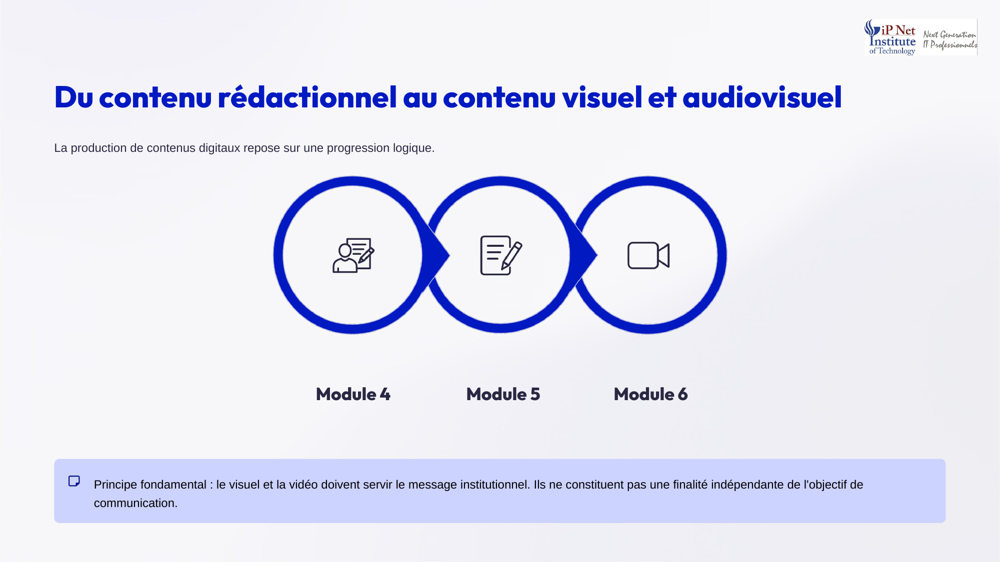 iP Net
Institute
of Technology
Next Generation
IT Professionnels
Du contenu rédactionnel au contenu visuel et audiovisuel
La production de contenus digitaux repose sur une progression logique.
Module 4
Module 5
Module 6
Principe fondamental : le visuel et la vidéo doivent servir le message institutionnel. Ils ne constituent pas une finalité indépendante de l'objectif de
communication.